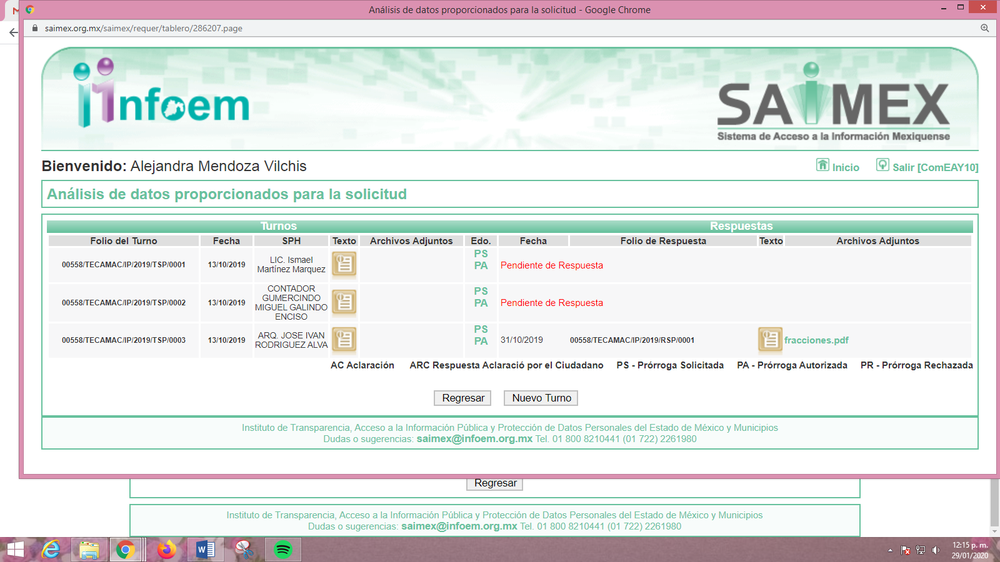 Análisis de datos proporcionados para la solicitud - Google Chrome
saimex.org.mx/saimex/requer/tablero/286207.page
infoem
SAIMEX
Sistema de Acceso a la Información Mexiquense
Bienvenido: Alejandra Mendoza Vilchis
Inicio Salir [ComEAY10]
Análisis de datos proporcionados para la solicitud
Turnos Respuestas
Folio del Turno Fecha SPH Texto Archivos Adjuntos Edo. Fecha Folio de Respuesta Texto Archivos Adjuntos
00558/TECAMAC/IP/2019/TSP/0001 13/10/2019 LIC. Ismael Martínez Marquez PS PA Pendiente de Respuesta
00558/TECAMAC/IP/2019/TSP/0002 13/10/2019 CONTADOR GUMERCINDO MIGUEL GALINDO ENCISO PS PA Pendiente de Respuesta
00558/TECAMAC/IP/2019/TSP/0003 13/10/2019 ARQ. JOSE IVAN RODRIGUEZ ALVA PS PA 31/10/2019 00558/TECAMAC/IP/2019/RSP/0001 fracciones.pdf
AC Aclaración ARC Respuesta Aclaració por el Ciudadano PS - Prórroga Solicitada PA - Prórroga Autorizada PR - Prórroga Rechazada
Regresar Nuevo Turno
Instituto de Transparencia, Acceso a la Información Pública y Protección de Datos Personales del Estado de México y Municipios
Dudas o sugerencias: saimex@infoem.org.mx Tel. 01 800 8210441 (01 722) 2261980
Regresar
Instituto de Transparencia, Acceso a la Información Pública y Protección de Datos Personales del Estado de México y Municipios
Dudas o sugerencias: saimex@infoem.org.mx Tel. 01 800 8210441 (01 722) 2261980
12:15 p. m.
29/01/2020